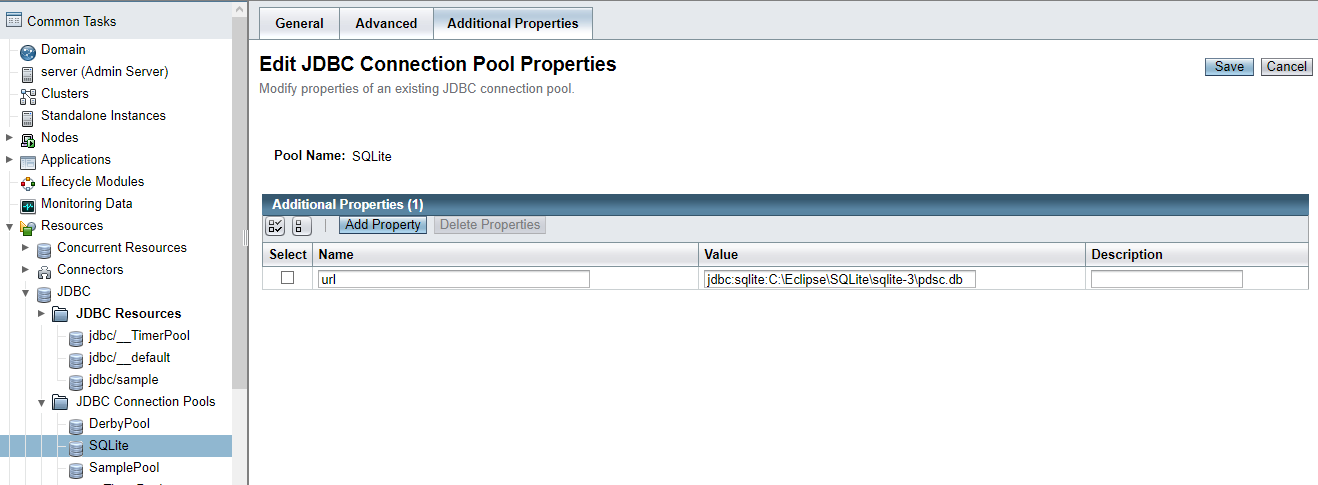 Common Tasks
Domain
server (Admin Server)
Clusters
Standalone Instances
Nodes
Applications
Lifecycle Modules
Monitoring Data
Resources
Concurrent Resources
Connectors
JDBC
JDBC Resources
jdbc/__TimerPool
jdbc/__default
jdbc/sample
JDBC Connection Pools
DerbyPool
SQLite
SamplePool
General Advanced Additional Properties
Edit JDBC Connection Pool Properties
Save Cancel
Modify properties of an existing JDBC connection pool.
Pool Name: SQLite
Additional Properties (1)
Add Property Delete Properties
Select Name Value Description
url jdbc:sqlite:C:\Eclipse\SQLite\sqlite-3\pdsc.db